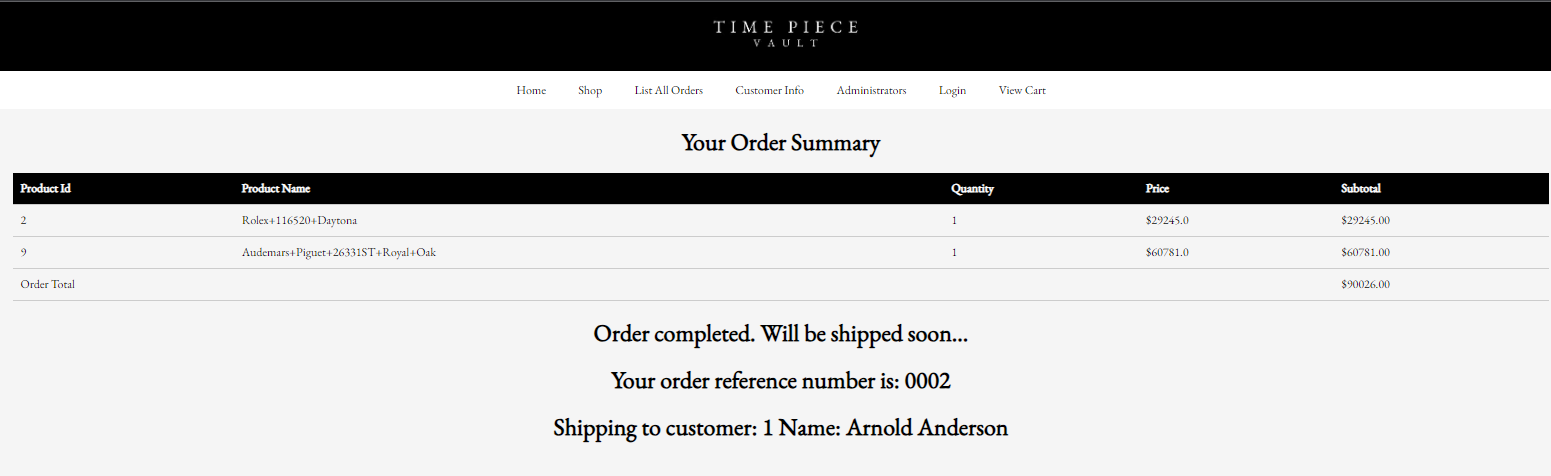 TIME PIECE
VAULT
Home Shop List All Orders Customer Info Administrators Login View Cart
Your Order Summary
Product Id Product Name Quantity Price Subtotal
2 Rolex+116520+Daytona 1 $29245.0 $29245.00
9 Audemars+Piguet+26331ST+Royal+Oak 1 $60781.0 $60781.00
Order Total $90026.00
Order completed. Will be shipped soon...
Your order reference number is: 0002
Shipping to customer: 1 Name: Arnold Anderson